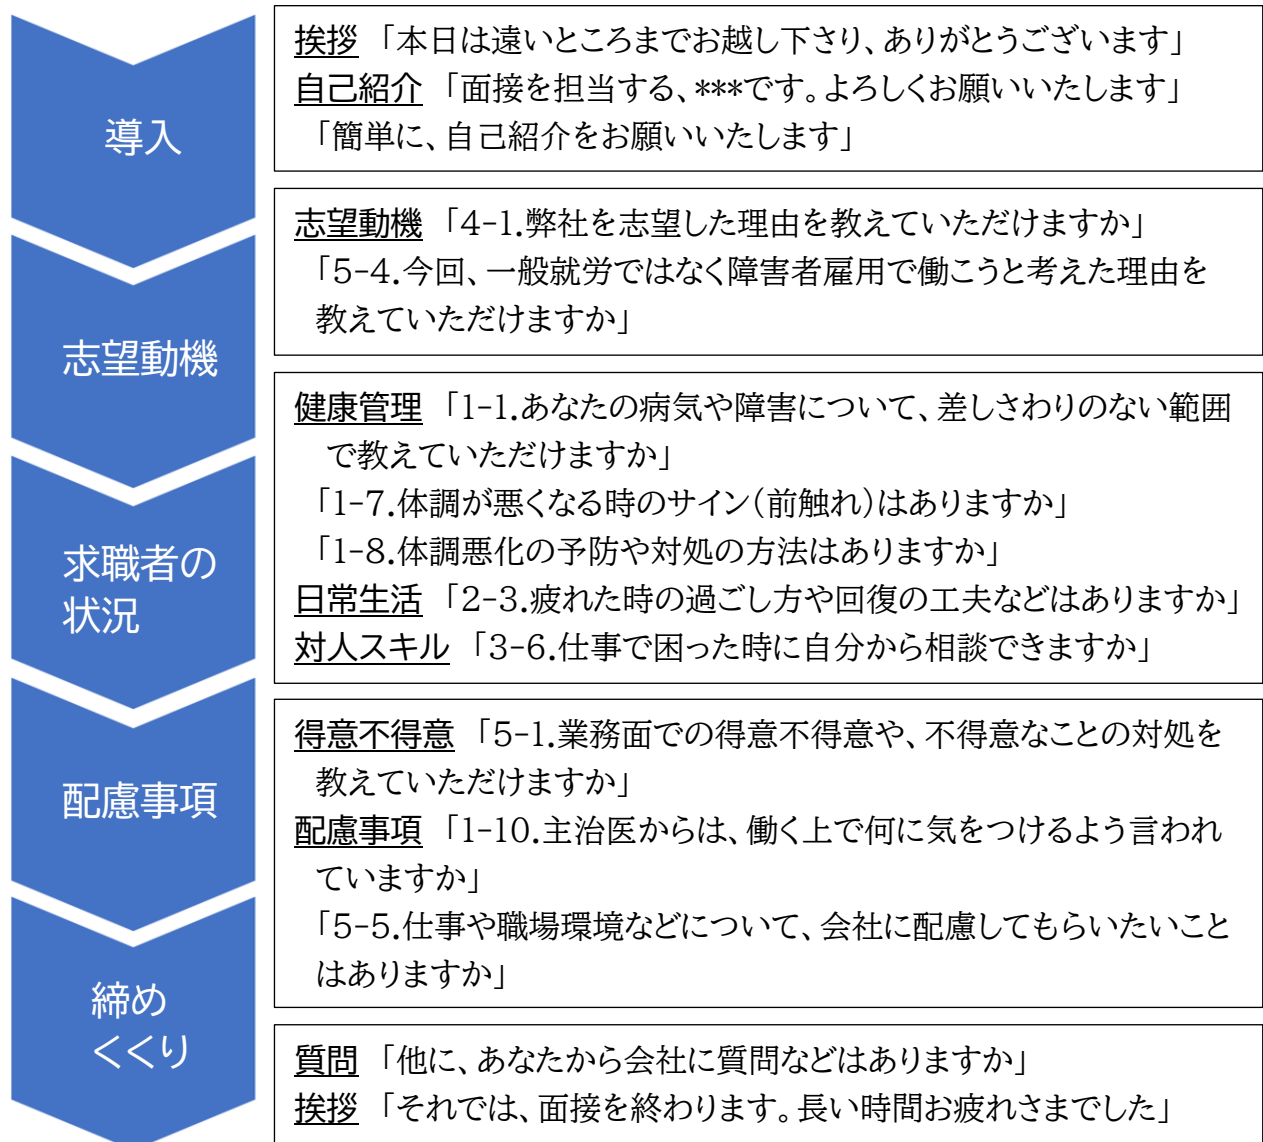 導入
挨拶 「本日は遠いところまでお越し下さり、ありがとうございます」
自己紹介 「面接を担当する、***です。よろしくお願いいたします」
「簡単に、自己紹介をお願いいたします」
志望動機
志望動機 「4-1.弊社を志望した理由を教えていただけますか」
「5-4.今回、一般就労ではなく障害者雇用で働こうと考えた理由を
教えていただけますか」
求職者の
状況
健康管理 「1-1.あなたの病気や障害について、差しさわりのない範囲
で教えていただけますか」
「1-7.体調が悪くなる時のサイン(前触れ)はありますか」
「1-8.体調悪化の予防や対処の方法はありますか」
日常生活 「2-3.疲れた時の過ごし方や回復の工夫などはありますか」
対人スキル 「3-6.仕事で困った時に自分から相談できますか」
配慮事項
得意不得意 「5-1.業務面での得意不得意や、不得意なことの対処を
教えていただけますか」
配慮事項 「1-10.主治医からは、働く上で何に気をつけるよう言われ
ていますか」
「5-5.仕事や職場環境などについて、会社に配慮してもらいたいこと
はありますか」
締め
くくり
質問 「他に、あなたから会社に質問などはありますか」
挨拶 「それでは、面接を終わります。長い時間お疲れさまでした」